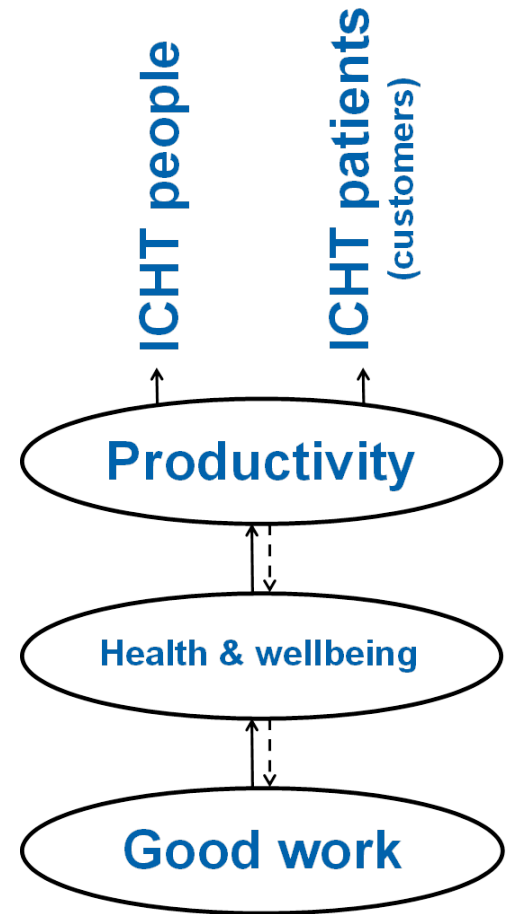 ICHT people
ICHT patients
(customers)
Productivity
Health & wellbeing
Good work